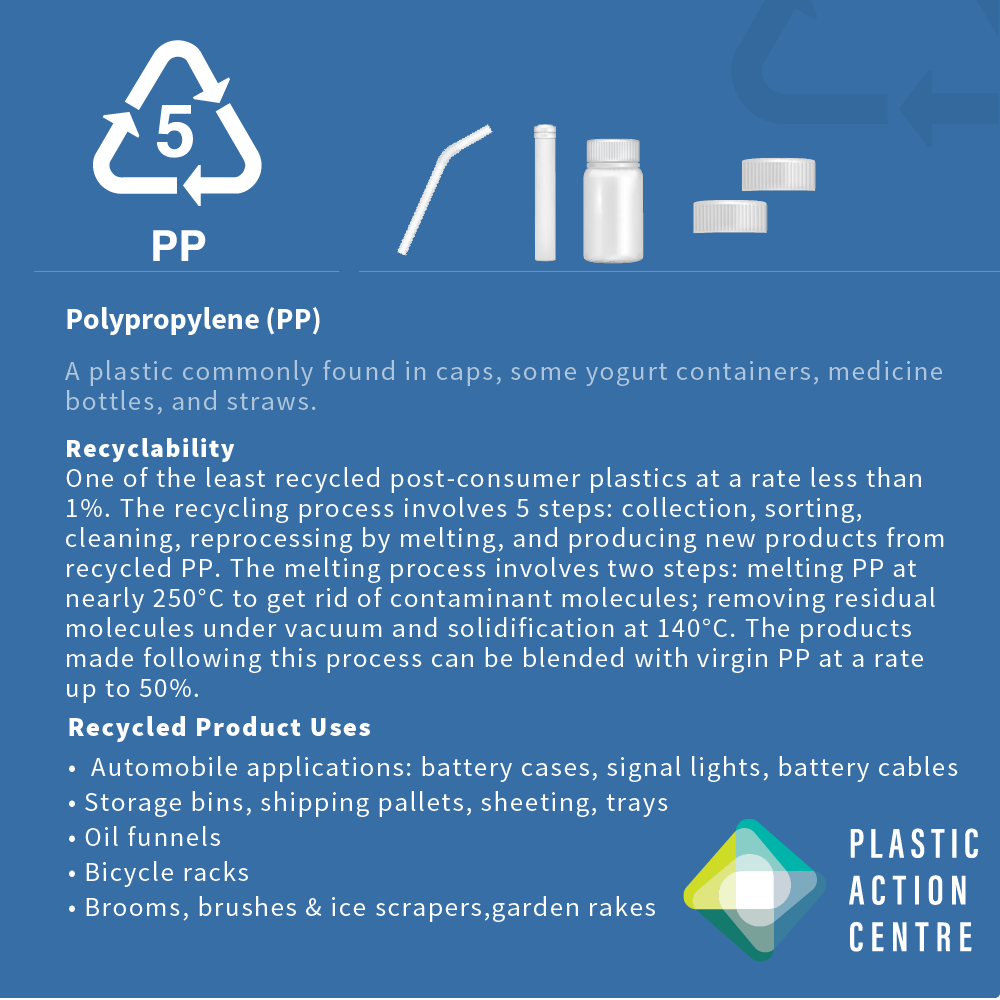 5
PP
Polypropylene (PP)
A plastic commonly found in caps, some yogurt containers, medicine
bottles, and straws.
Recyclability
One of the least recycled post-consumer plastics at a rate less than
1%. The recycling process involves 5 steps: collection, sorting,
cleaning, reprocessing by melting, and producing new products from
recycled PP. The melting process involves two steps: melting PP at
nearly 250°C to get rid of contaminant molecules; removing residual
molecules under vacuum and solidification at 140°C. The products
made following this process can be blended with virgin PP at a rate
up to 50%.
Recycled Product Uses
• Automobile applications: battery cases, signal lights, battery cables
• Storage bins, shipping pallets, sheeting, trays
• Oil funnels
• Bicycle racks
• Brooms, brushes & ice scrapers,garden rakes
PLASTIC
ACTION
CENTRE